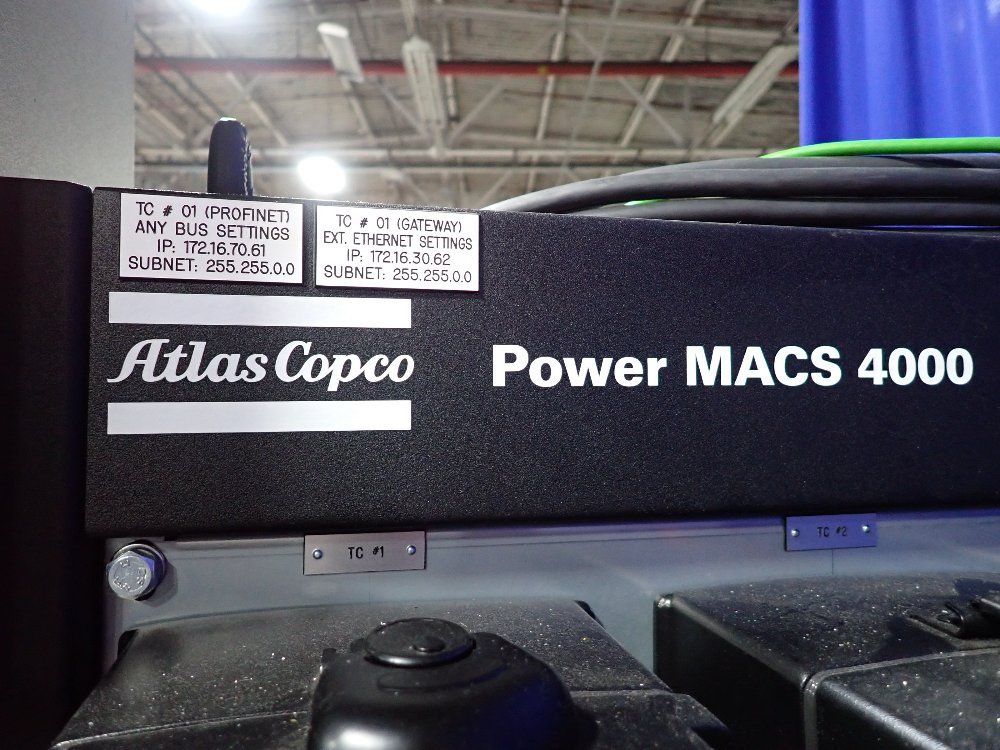 TC # 01 (PROFINET)
ANY BUS SETTINGS
IP: 172.16.70.61
SUBNET: 255.255.0.0
TC # 01 (GATEWAY)
EXT. ETHERNET SETTINGS
IP: 172.16.30.62
SUBNET: 255.255.0.0
Atlas Copco
Power MACS 4000
TC #1
TC #2